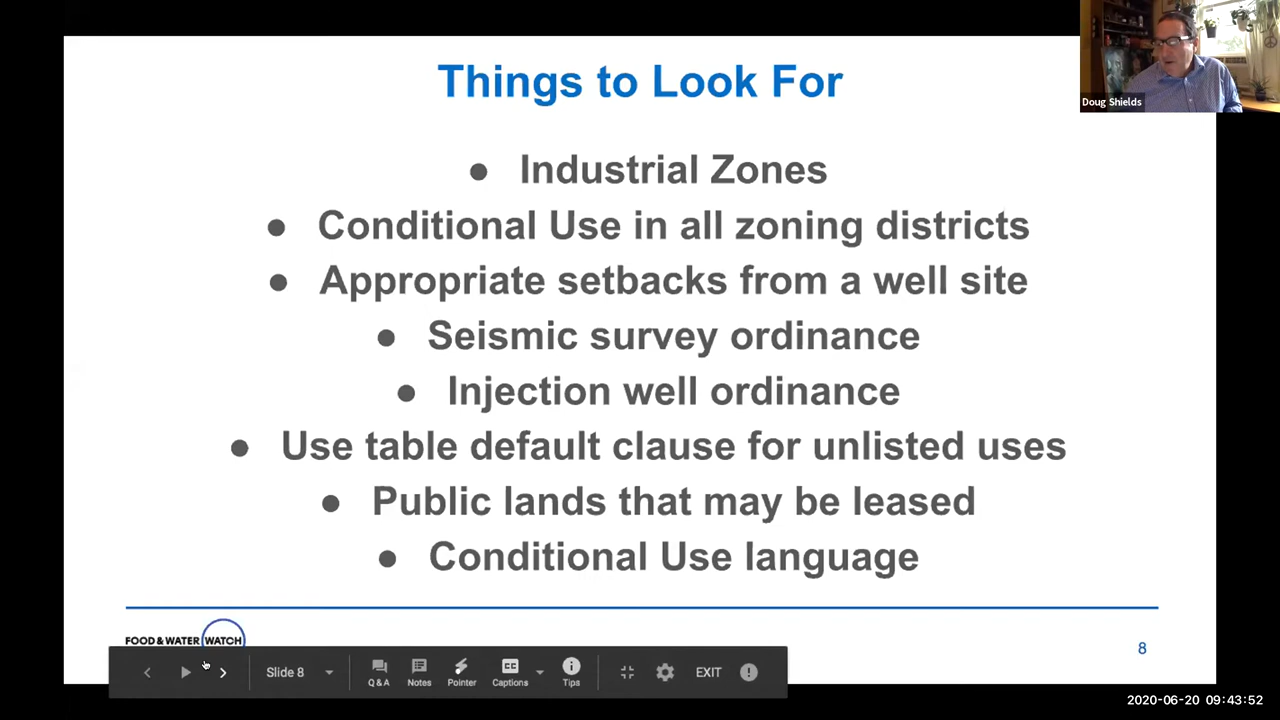 Things to Look For
Doug Shields
● Industrial Zones
● Conditional Use in all zoning districts
● Appropriate setbacks from a well site
● Seismic survey ordinance
● Injection well ordinance
● Use table default clause for unlisted uses
● Public lands that may be leased
● Conditional Use language
FOOD & WATER WATCH
8
Slide 8
Q & A
Notes
Pointer
CC
Captions
Tips
EXIT
2020-06-20 09:43:52